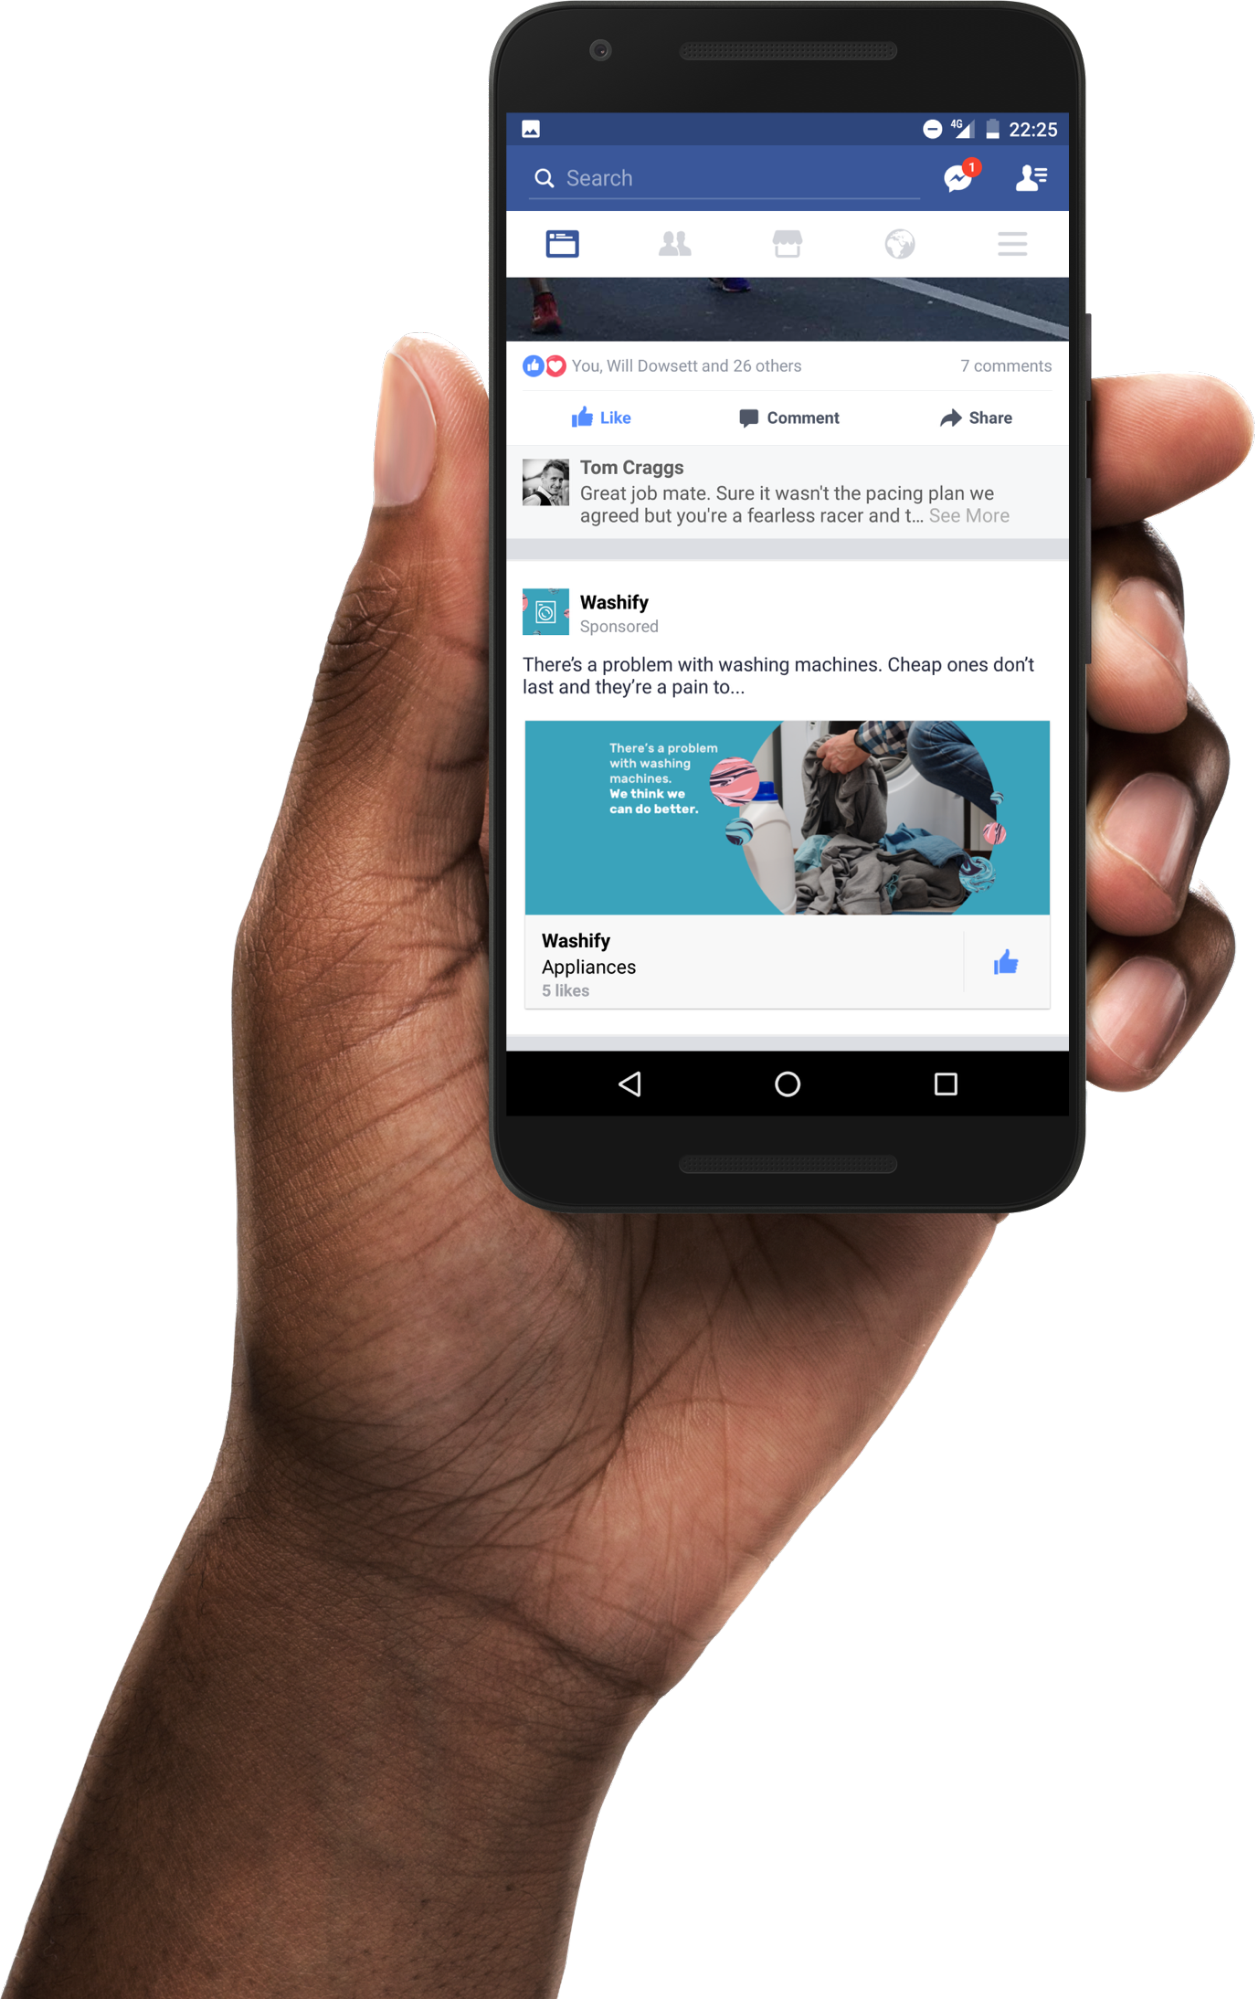 4G 22:25
Search
1
You, Will Dowsett and 26 others 7 comments
Like Comment Share
Tom Craggs
Great job mate. Sure it wasn't the pacing plan we
agreed but you're a fearless racer and t... See More
Washify
Sponsored
There’s a problem with washing machines. Cheap ones don’t
last and they’re a pain to...
There's a problem
with washing
machines.
We think we
can do better.
Washify
Appliances
5 likes